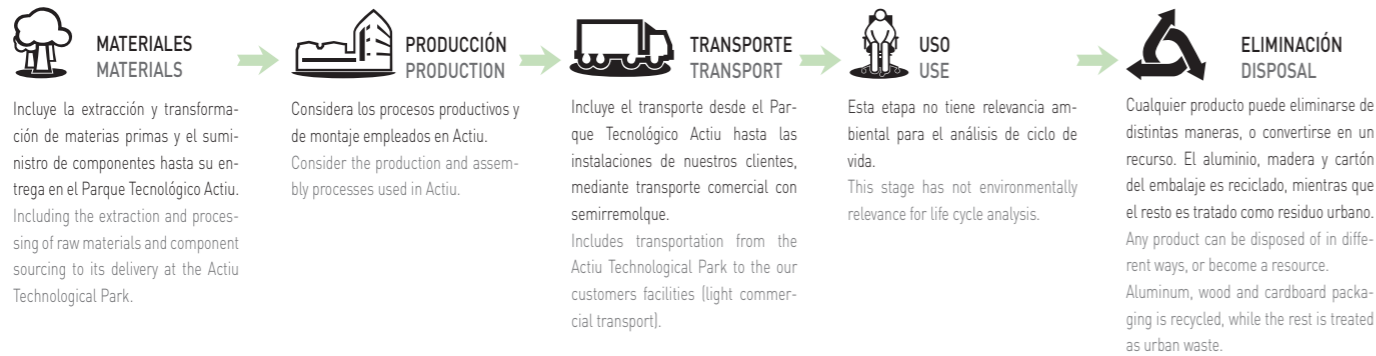 MATERIALES
MATERIALS
Incluye la extracción y transforma-
ción de materias primas y el sumi-
nistro de componentes hasta su en-
trega en el Parque Tecnológico Actiu.
Including the extraction and proces-
sing of raw materials and component
sourcing to its delivery at the Actiu
Technological Park.
PRODUCCIÓN
PRODUCTION
Considera los procesos productivos y
de montaje empleados en Actiu.
Consider the production and assem-
bly processes used in Actiu.
TRANSPORTE
TRANSPORT
Incluye el transporte desde el Par-
que Tecnológico Actiu hasta las
instalaciones de nuestros clientes,
mediante transporte comercial con
semirremolque.
Includes transportation from the
Actiu Technological Park to the our
customers facilities (light commer-
cial transport).
USO
USE
Esta etapa no tiene relevancia am-
biental para el análisis de ciclo de
vida.
This stage has not environmentally
relevance for life cycle analysis.
ELIMINACIÓN
DISPOSAL
Cualquier producto puede eliminarse de
distintas maneras, o convertirse en un
recurso. El aluminio, madera y cartón
del embalaje es reciclado, mientras que
el resto es tratado como residuo urbano.
Any product can be disposed of in diffe-
rent ways, or become a resource.
Aluminum, wood and cardboard packa-
ging is recycled, while the rest is treated
as urban waste.